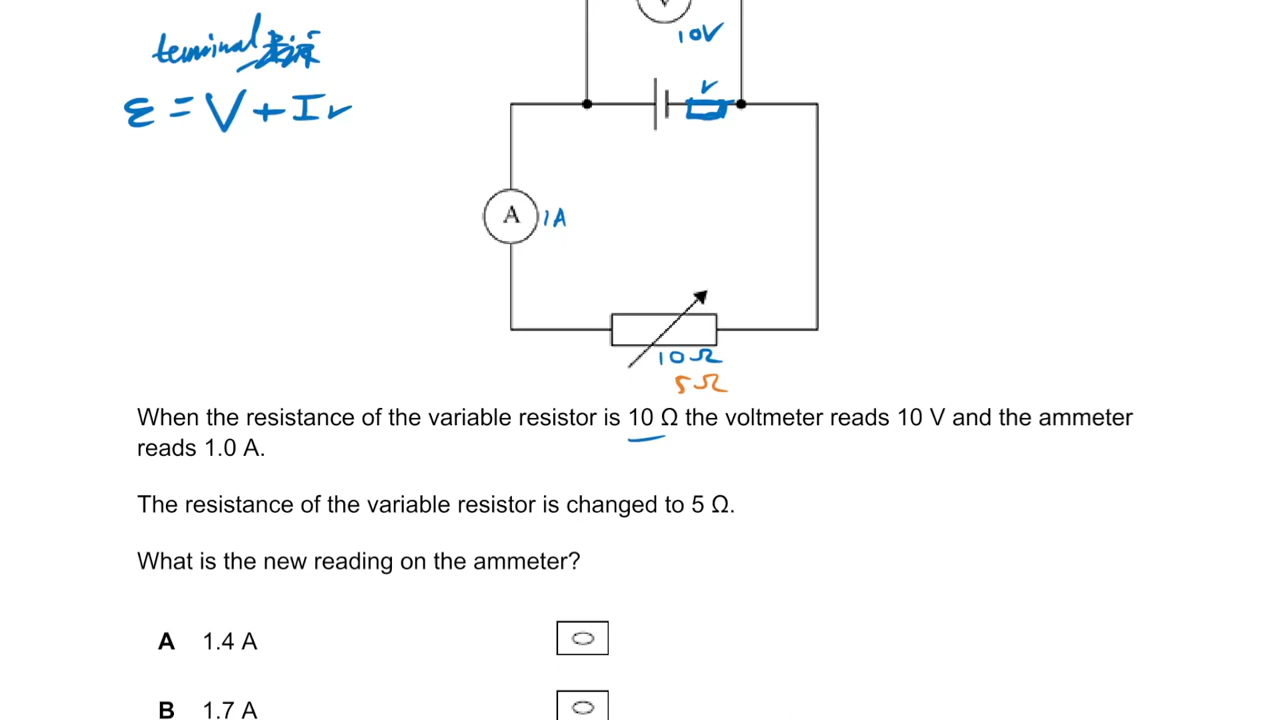 V
10V
terminal
r
ε = V + Ir
A 1A
10Ω
5Ω
When the resistance of the variable resistor is 10 Ω the voltmeter reads 10 V and the ammeter
reads 1.0 A.
The resistance of the variable resistor is changed to 5 Ω.
What is the new reading on the ammeter?
A 1.4 A
B 1.7 A